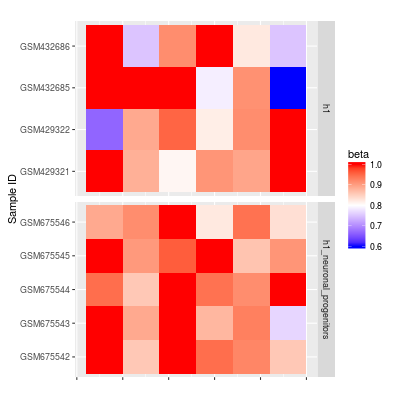 GSM432686
GSM432685
GSM429322
GSM429321
h1
GSM675546
GSM675545
GSM675544
GSM675543
GSM675542
h1_neuronal_progenitors
Sample ID
beta
1.0
0.9
0.8
0.7
0.6